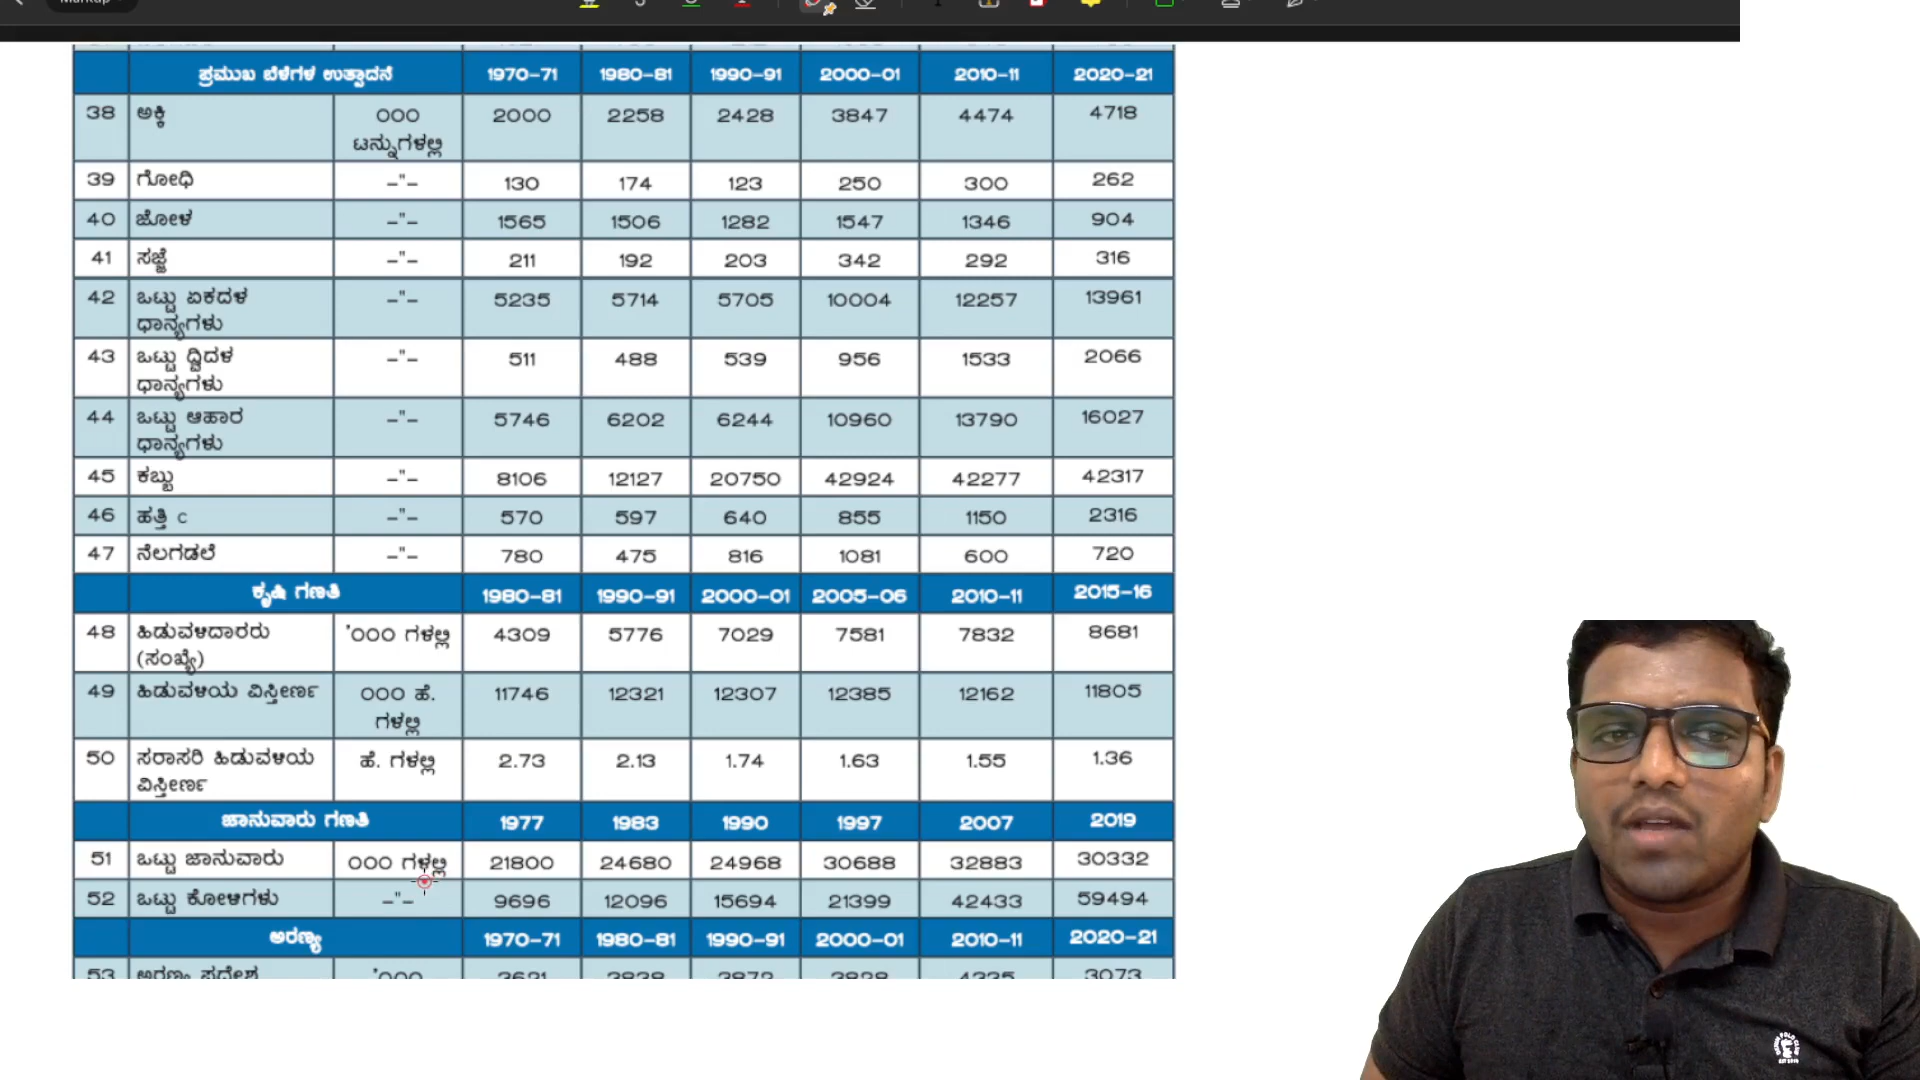 ಪ್ರಮುಖ ಬೆಳೆಗಳ ಉತ್ಪಾದನೆ 1970-71 1980-81 1990-91 2000-01 2010-11 2020-21
38 ಅಕ್ಕಿ 000 2000 2258 2428 3847 4474 4718
ಟನ್ನುಗಳಲ್ಲಿ
39 ಗೋಧಿ -"- 130 174 123 250 300 262
40 ಜೋಳ -"- 1565 1506 1282 1547 1346 904
41 ಸಜ್ಜೆ -"- 211 192 203 342 292 316
42 ಒಟ್ಟು ಏಕದಳ -"- 5235 5714 5705 10004 12257 13961
ಧಾನ್ಯಗಳು
43 ಒಟ್ಟು ದ್ವಿದಳ -"- 511 488 539 956 1533 2066
ಧಾನ್ಯಗಳು
44 ಒಟ್ಟು ಆಹಾರ -"- 5746 6202 6244 10960 13790 16027
ಧಾನ್ಯಗಳು
45 ಕಬ್ಬು -"- 8106 12127 20750 42924 42277 42317
46 ಹತ್ತಿ c -"- 570 597 640 855 1150 2316
47 ನೆಲಗಡಲೆ -"- 780 475 816 1081 600 720
ಕೃಷಿ ಗಣತಿ 1980-81 1990-91 2000-01 2005-06 2010-11 2015-16
48 ಹಿಡುವಳಿದಾರರು '000 ಗಳಲ್ಲಿ 4309 5776 7029 7581 7832 8681
(ಸಂಖ್ಯೆ)
49 ಹಿಡುವಳಿಯ ವಿಸ್ತೀರ್ಣ 000 ಹೆ. 11746 12321 12307 12385 12162 11805
ಗಳಲ್ಲಿ
50 ಸರಾಸರಿ ಹಿಡುವಳಿಯ ಹೆ. ಗಳಲ್ಲಿ 2.73 2.13 1.74 1.63 1.55 1.36
ವಿಸ್ತೀರ್ಣ
ಜಾನುವಾರು ಗಣತಿ 1977 1983 1990 1997 2007 2019
51 ಒಟ್ಟು ಜಾನುವಾರು 000 ಗಳಲ್ಲಿ 21800 24680 24968 30688 32883 30332
52 ಒಟ್ಟು ಕೋಳಿಗಳು -"- 9696 12096 15694 21399 42433 59494
ಅರಣ್ಯ 1970-71 1980-81 1990-91 2000-01 2010-11 2020-21
53 ಅರಣ್ಯ ಪ್ರದೇಶ '000 3073